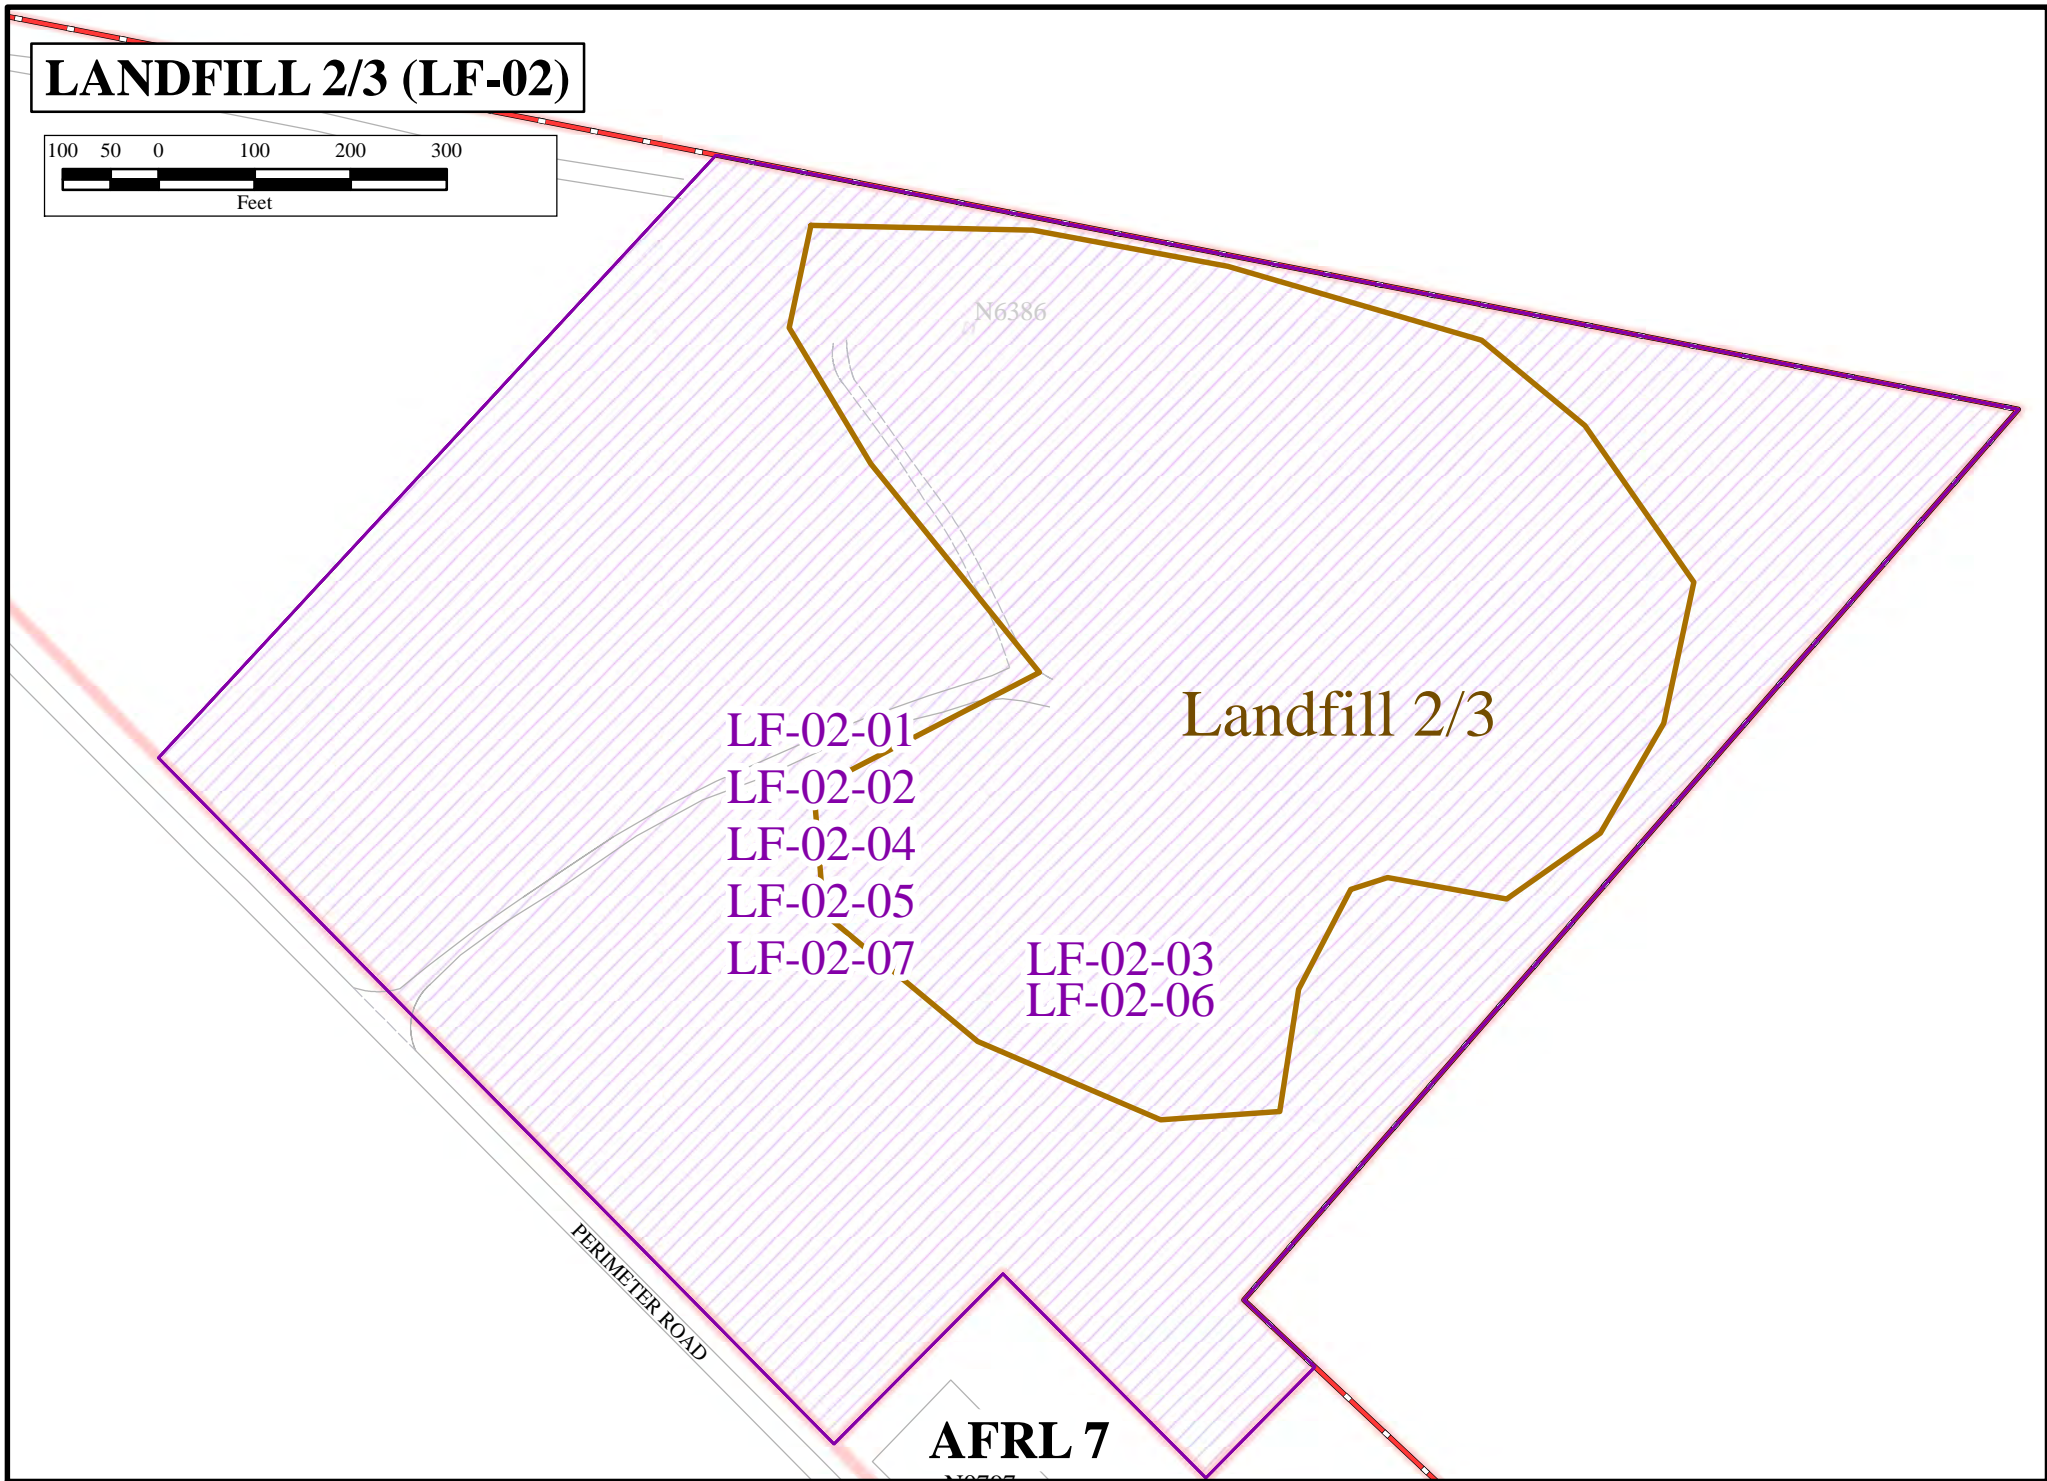 LANDFILL 2/3 (LF-02)
100 50 0 100 200 300
Feet
N6386
Landfill 2/3
LF-02-01
LF-02-02
LF-02-04
LF-02-05
LF-02-07
LF-02-03
LF-02-06
PERIMETER ROAD
AFRL 7